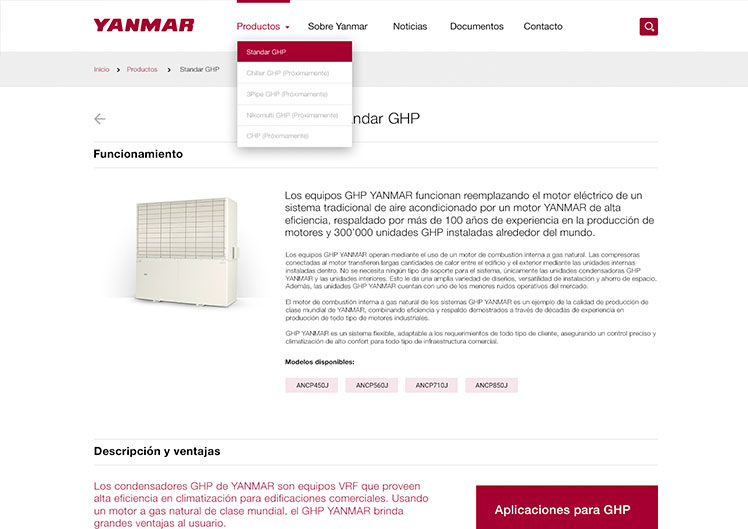 YANMAR
Productos
Sobre Yanmar
Noticias
Documentos
Contacto
Standar GHP
Chiller GHP (Próximamente)
3Pipe GHP (Próximamente)
Nikomulti GHP (Próximamente)
CHP (Próximamente)
Inicio > Productos > Standar GHP
andar GHP
Funcionamiento
Los equipos GHP YANMAR funcionan reemplazando el motor eléctrico de un
sistema tradicional de aire acondicionado por un motor YANMAR de alta
eficiencia, respaldado por más de 100 años de experiencia en la producción de
motores y 300'000 unidades GHP instaladas alrededor del mundo.
Los equipos GHP YANMAR operan mediante el uso de un motor de combustión interna a gas natural. Las compresoras
conectadas al motor transfieren largas cantidades de calor entre el edificio y el exterior mediante las unidades internas
instaladas dentro. No se necesita ningún tipo de soporte para el sistema, únicamente las unidades condensadoras GHP
YANMAR y las unidades interiores. Esto le da una amplia variedad de diseños, versatilidad de instalación y ahorro de espacio.
Además, las unidades GHP YANMAR cuentan con uno de los menores ruidos operativos del mercado.
El motor de combustión interna a gas natural de los sistemas GHP YANMAR es un ejemplo de la calidad de producción de
clase mundial de YANMAR, combinando eficiencia y respaldo demostrados a través de décadas de experiencia en
producción de todo tipo de motores industriales.
GHP YANMAR es un sistema flexible, adaptable a los requerimientos de todo tipo de cliente, asegurando un control preciso y
climatización de alto confort para todo tipo de infraestructura comercial.
Modelos disponibles:
ANCP450J
ANCP560J
ANCP710J
ANCP850J
Descripción y ventajas
Los condensadores GHP de YANMAR son equipos VRF que proveen
alta eficiencia en climatización para edificaciones comerciales. Usando
un motor a gas natural de clase mundial, el GHP YANMAR brinda
grandes ventajas al usuario.
Aplicaciones para GHP